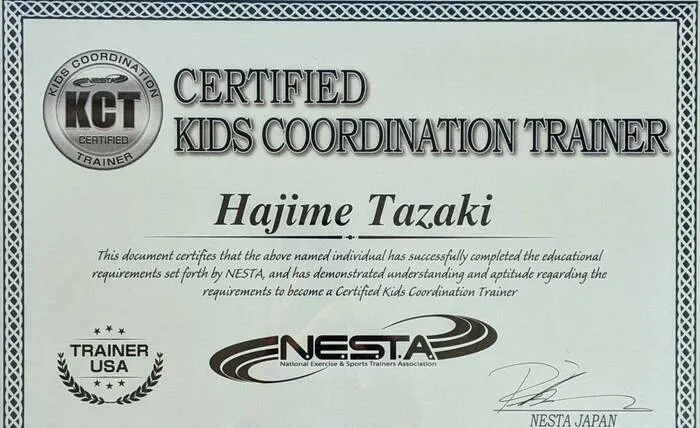 KIDS COORDINATION
NESTA
KCT
CERTIFIED
TRAINER
CERTIFIED
KIDS COORDINATION TRAINER
Hajime Tazaki
This document certifies that the above named individual has successfully completed the educational
requirements set forth by NESTA, and has demonstrated understanding and aptitude regarding the
requirements to become a Certified Kids Coordination Trainer
TRAINER
USA
N.E.S.T.A.
National Exercise & Sports Trainers Association
NESTA JAPAN